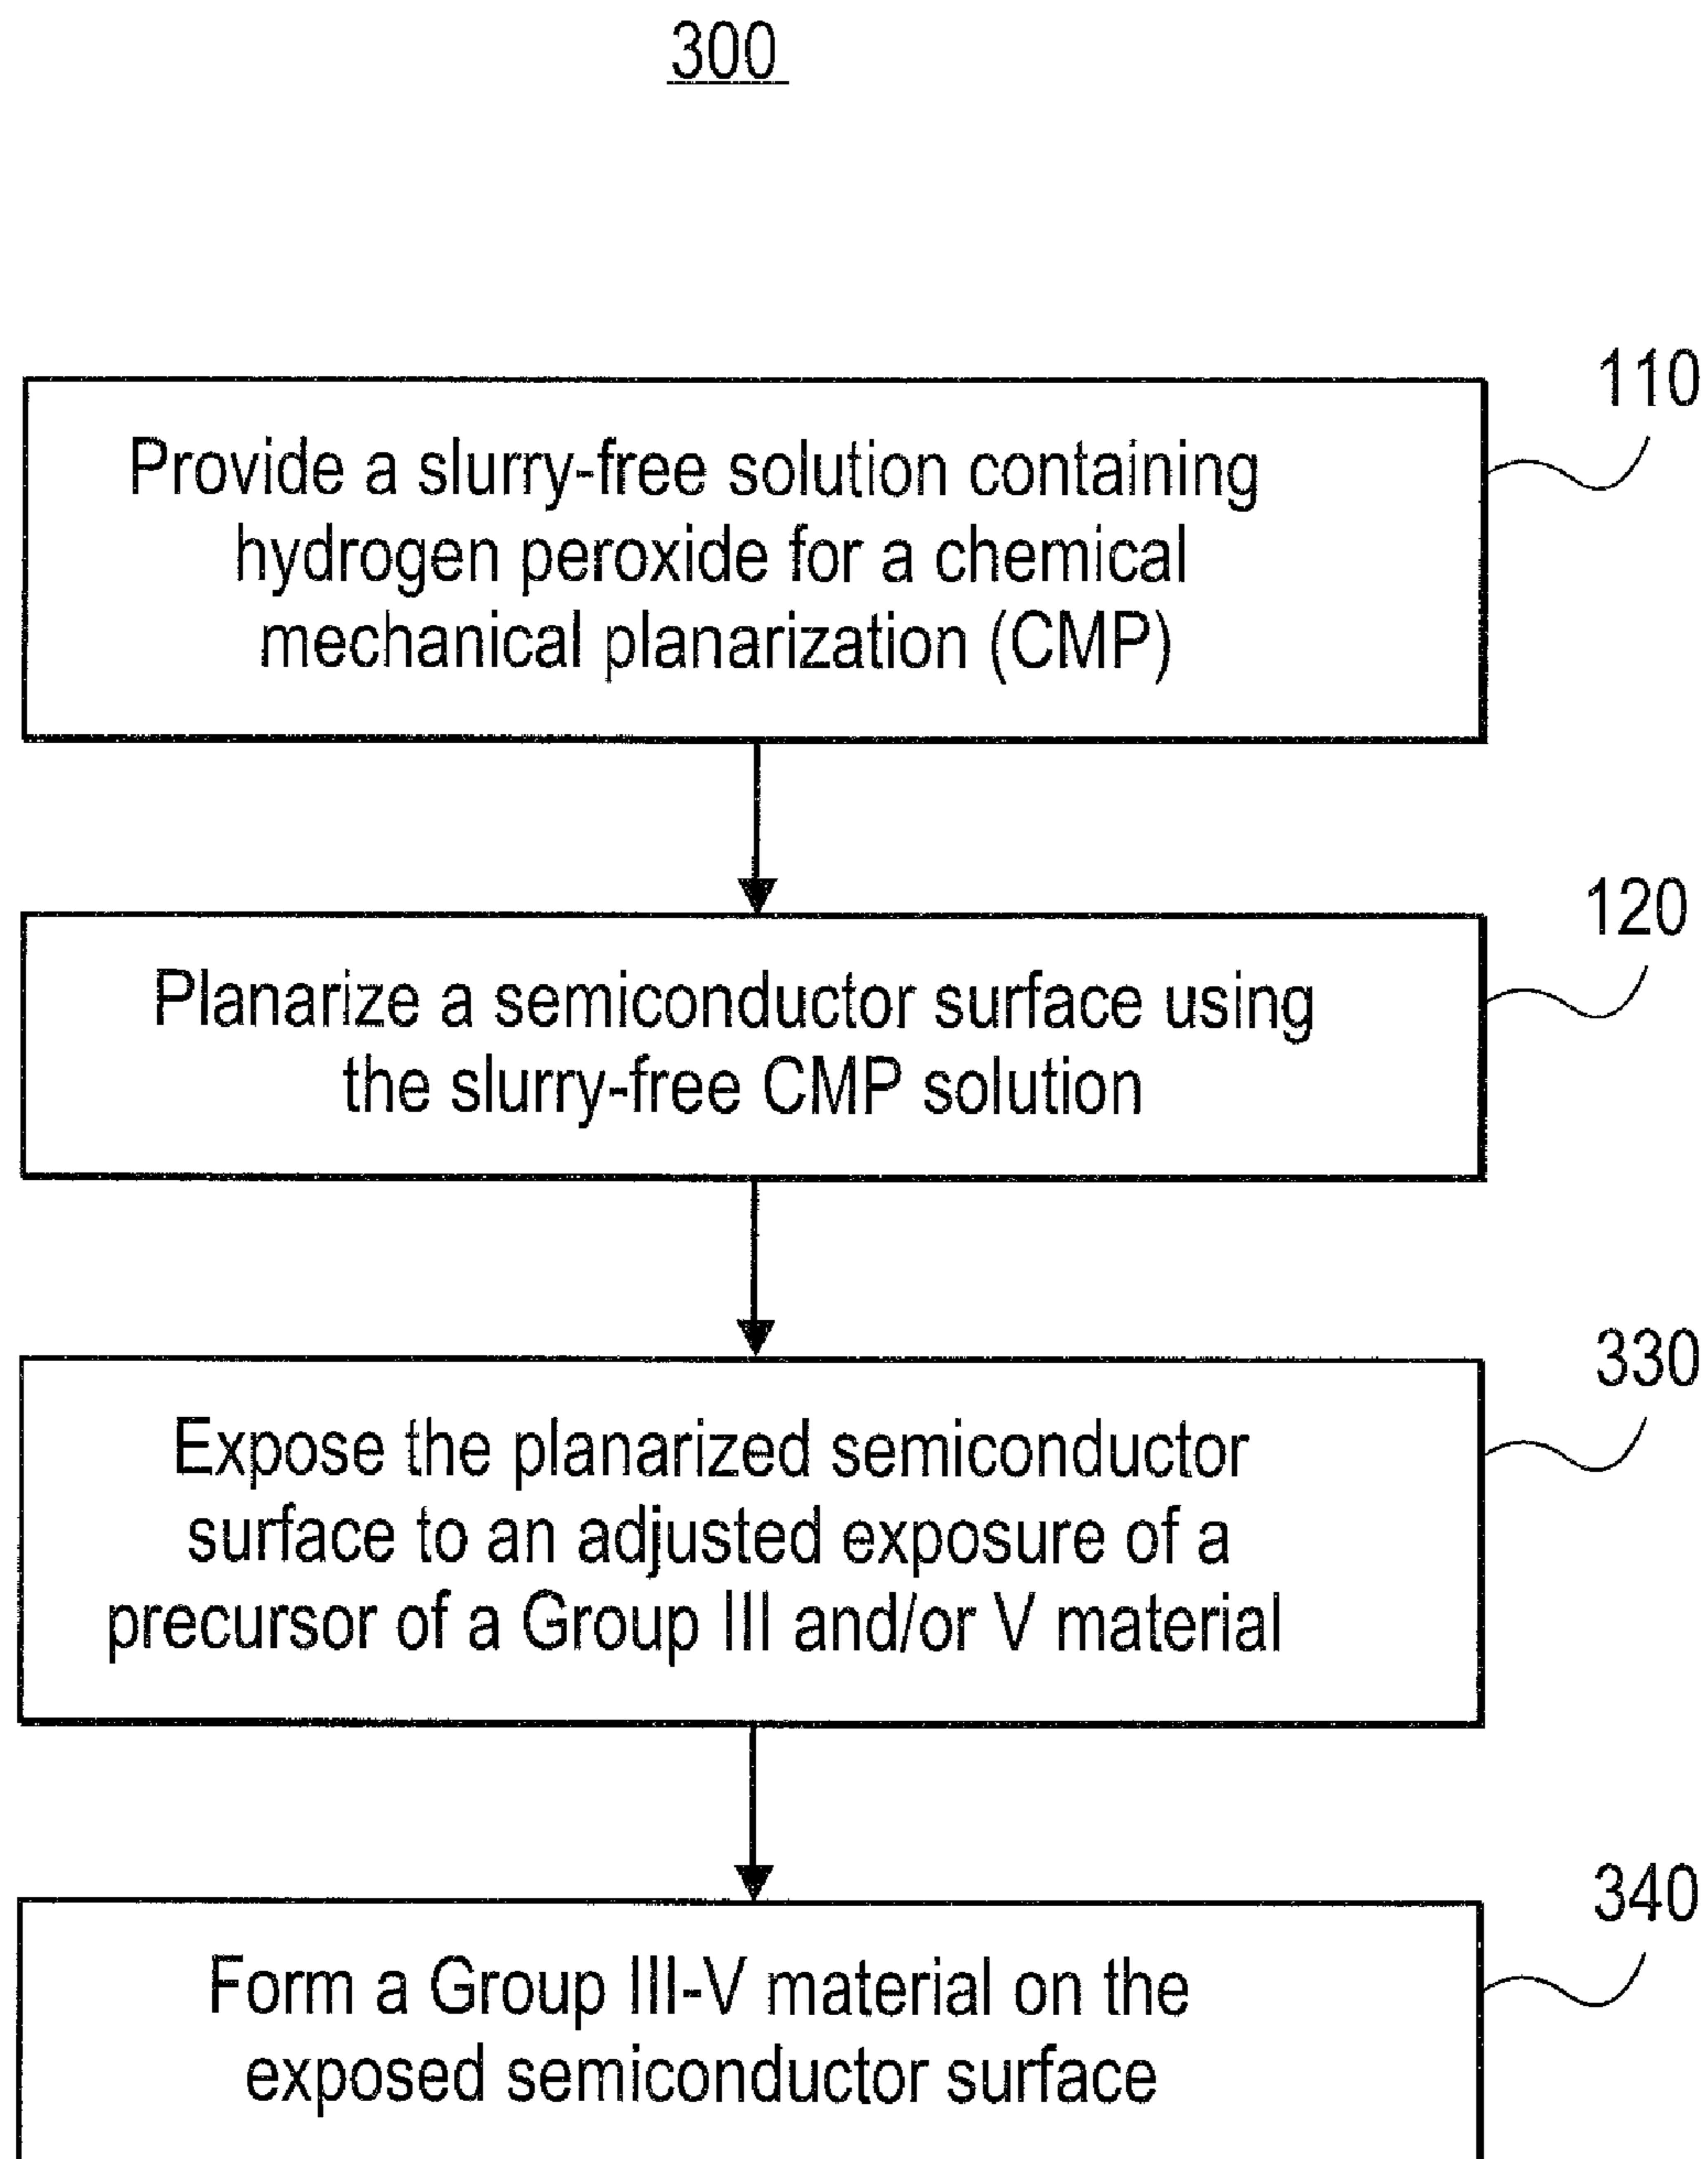 300
110
Provide a slurry-free solution containing
hydrogen peroxide for a chemical
mechanical planarization (CMP)
120
Planarize a semiconductor surface using
the slurry-free CMP solution
330
Expose the planarized semiconductor
surface to an adjusted exposure of a
precursor of a Group III and/or V material
340
Form a Group III-V material on the
exposed semiconductor surface